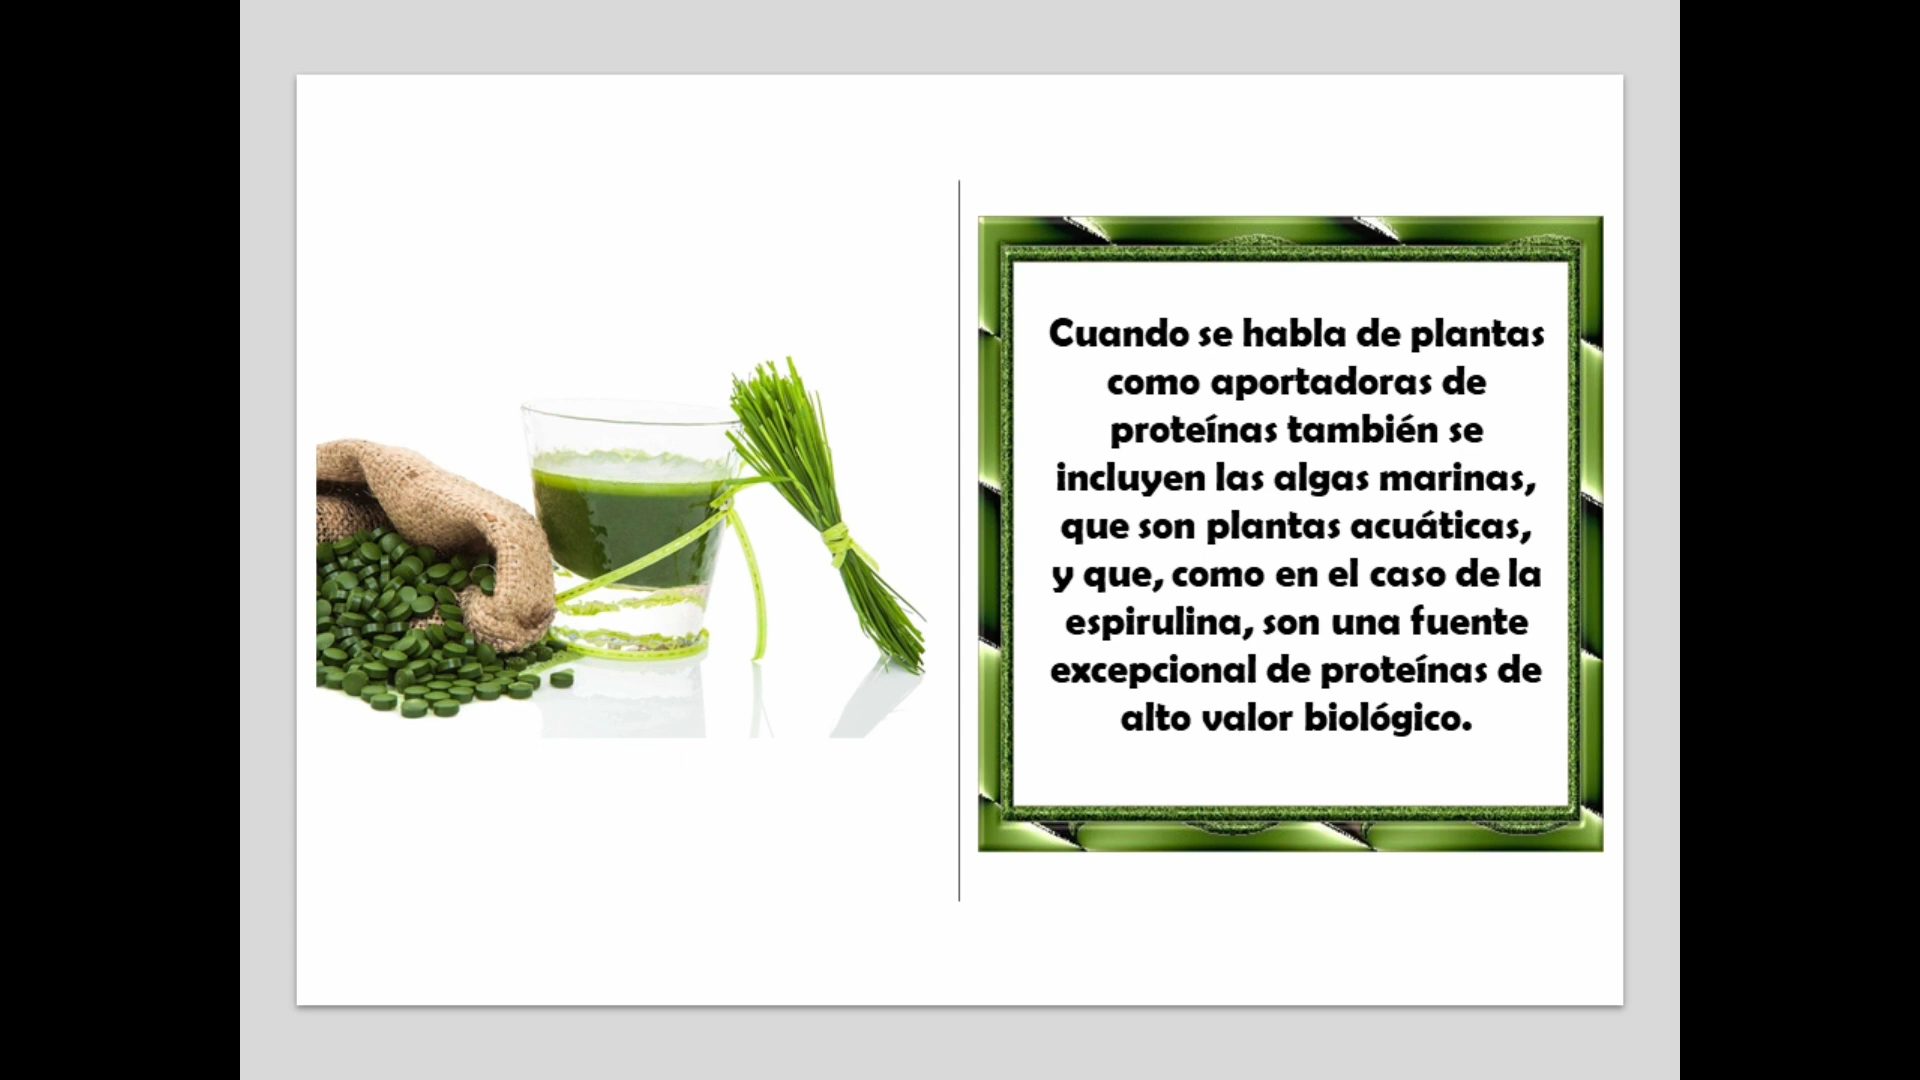 Cuando se habla de plantas
como aportadoras de
proteínas también se
incluyen las algas marinas,
que son plantas acuáticas,
y que, como en el caso de la
espirulina, son una fuente
excepcional de proteínas de
alto valor biológico.